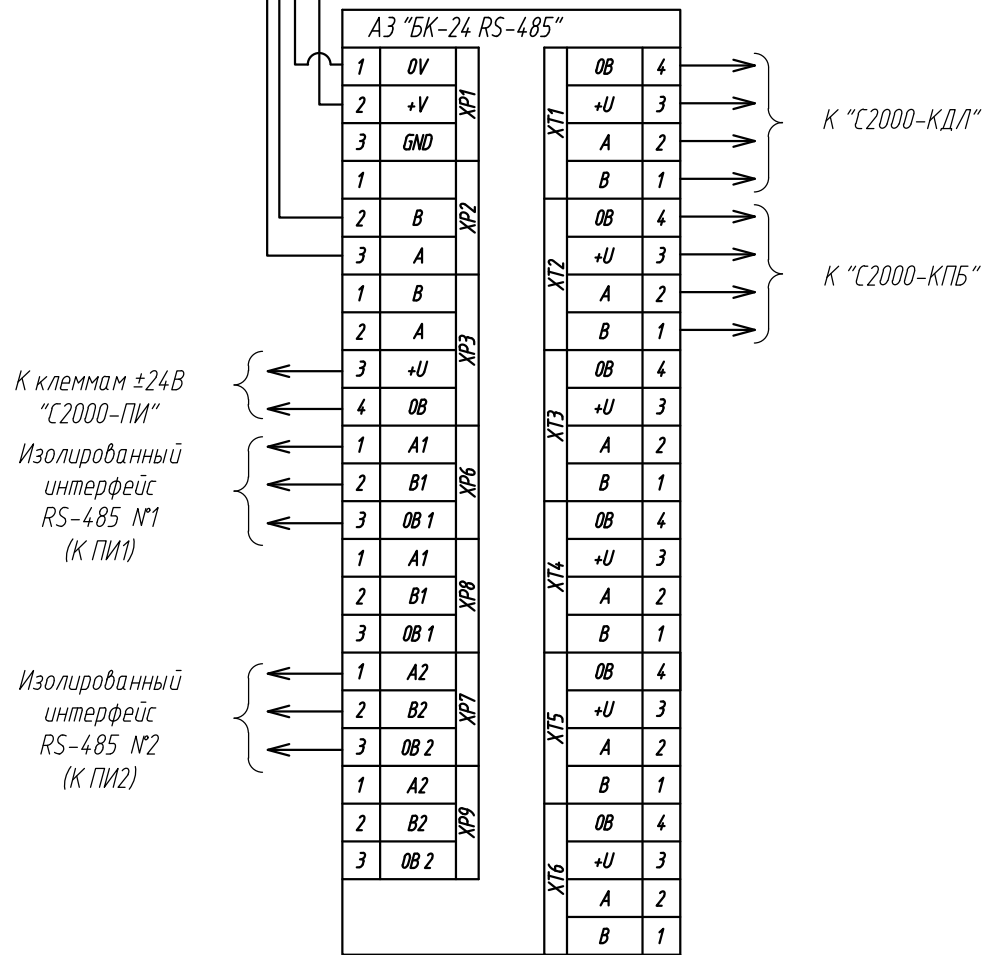 А3 "БК-24 RS-485"
1 0V
2 +V
3 GND
XP1
1
2 B
3 A
XP2
1 B
2 A
3 +U
4 0В
XP3
1 A1
2 B1
3 0В 1
XP6
1 A1
2 B1
3 0В 1
XP8
1 A2
2 B2
3 0В 2
XP7
1 A2
2 B2
3 0В 2
XP9
К клеммам ±24В
"С2000-ПИ"
Изолированный
интерфейс
RS-485 №1
(К ПИ1)
Изолированный
интерфейс
RS-485 №2
(К ПИ2)
XT1
0В 4
+U 3
A 2
B 1
XT2
0В 4
+U 3
A 2
B 1
XT3
0В 4
+U 3
A 2
B 1
XT4
0В 4
+U 3
A 2
B 1
XT5
0В 4
+U 3
A 2
B 1
XT6
0В 4
+U 3
A 2
B 1
К "С2000-КДЛ"
К "С2000-КПБ"